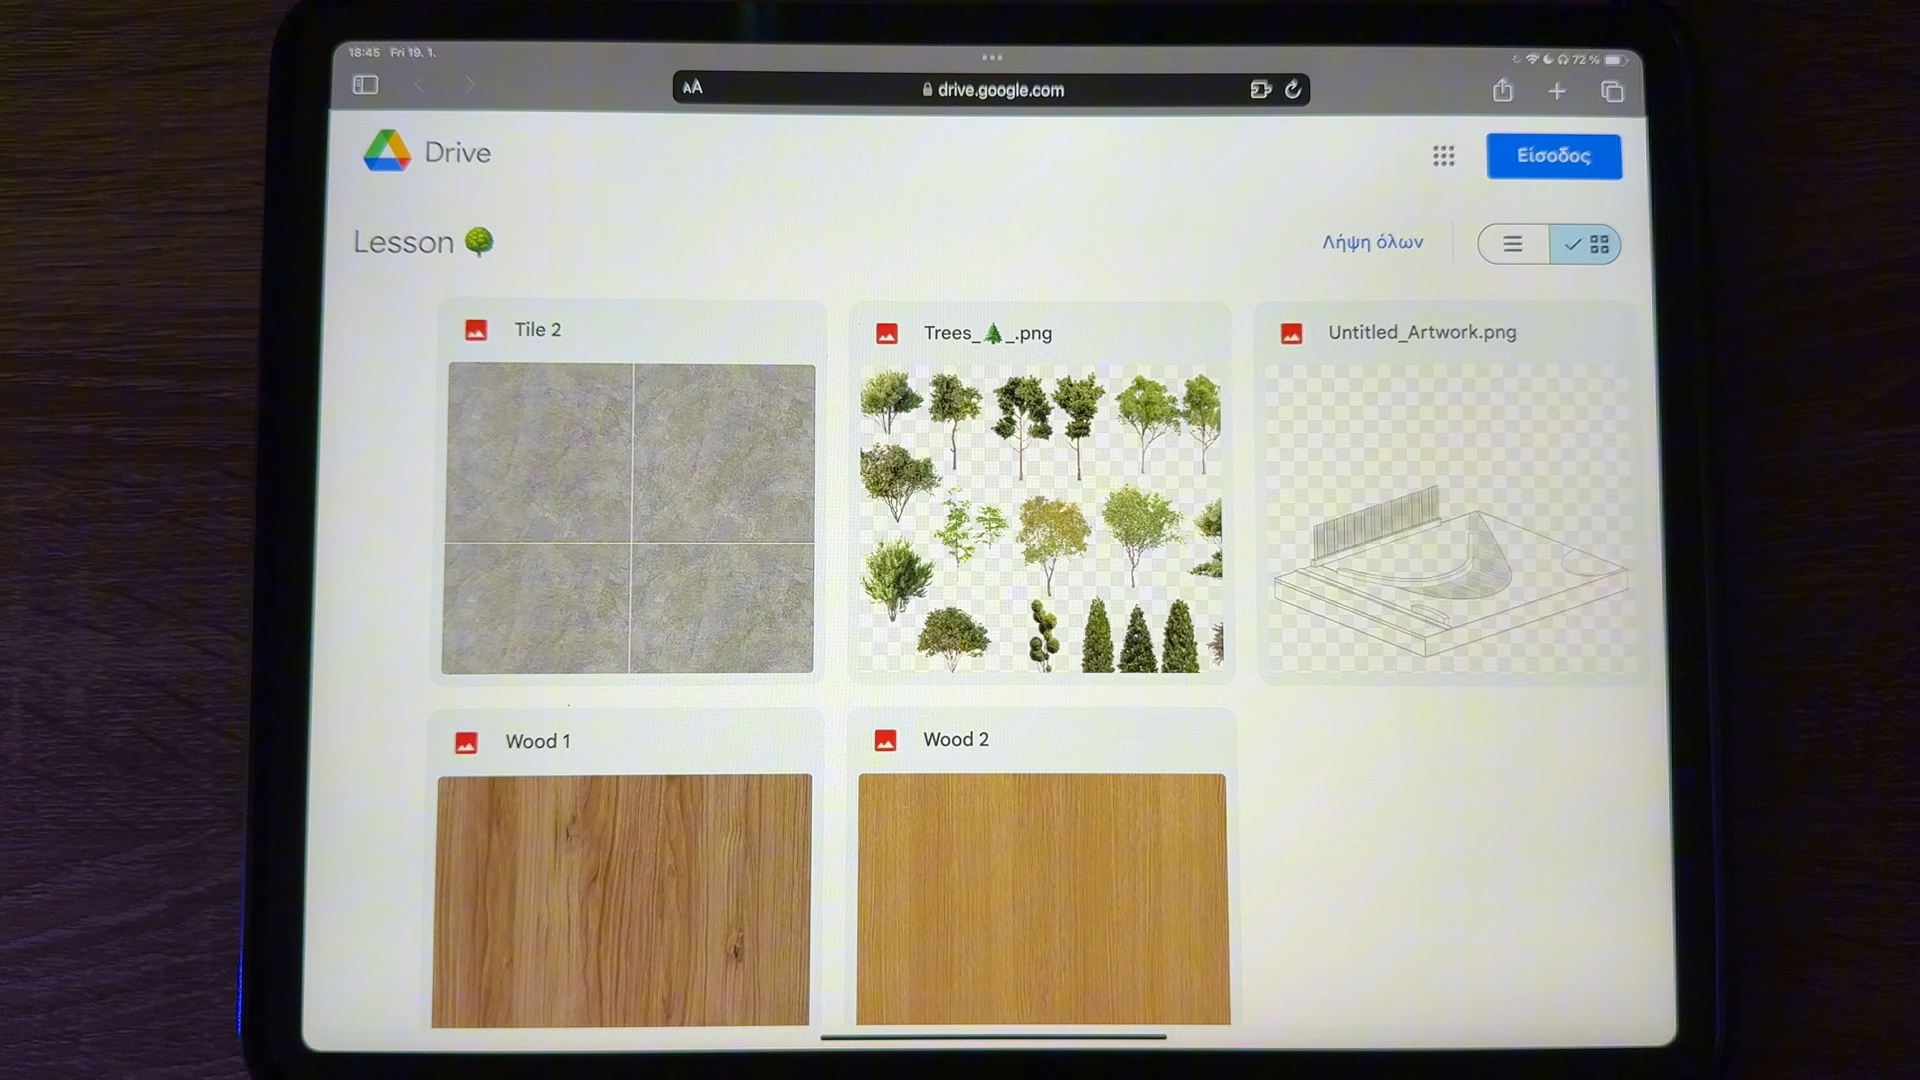 18:45 Fri 19. 1.
72 %
AA
drive.google.com
Drive
Είσοδος
Lesson
Λήψη όλων
Tile 2
Trees_🌲_.png
Untitled_Artwork.png
Wood 1
Wood 2